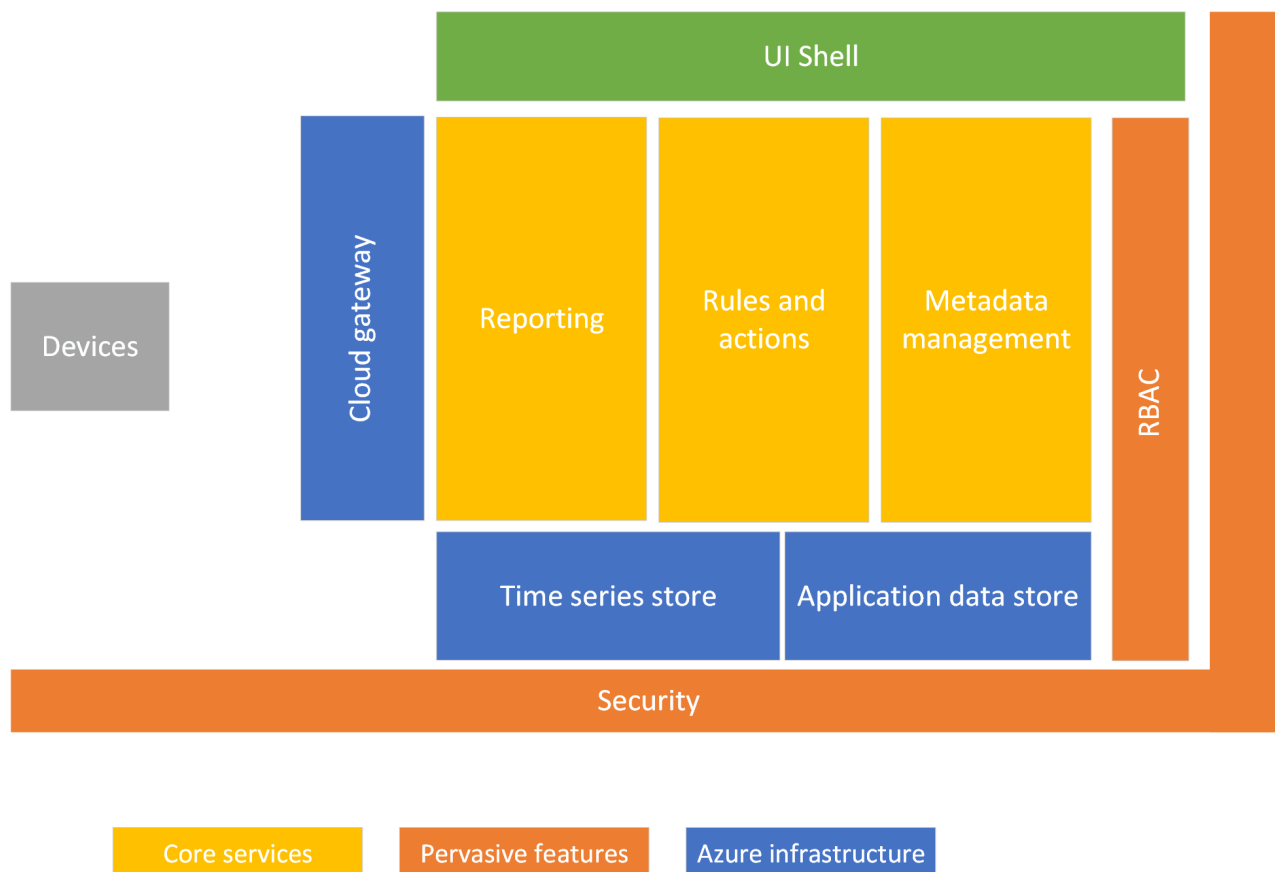 UI Shell
Devices
Cloud gateway
Reporting
Rules and
actions
Metadata
management
RBAC
Time series store
Application data store
Security
Core services
Pervasive features
Azure infrastructure